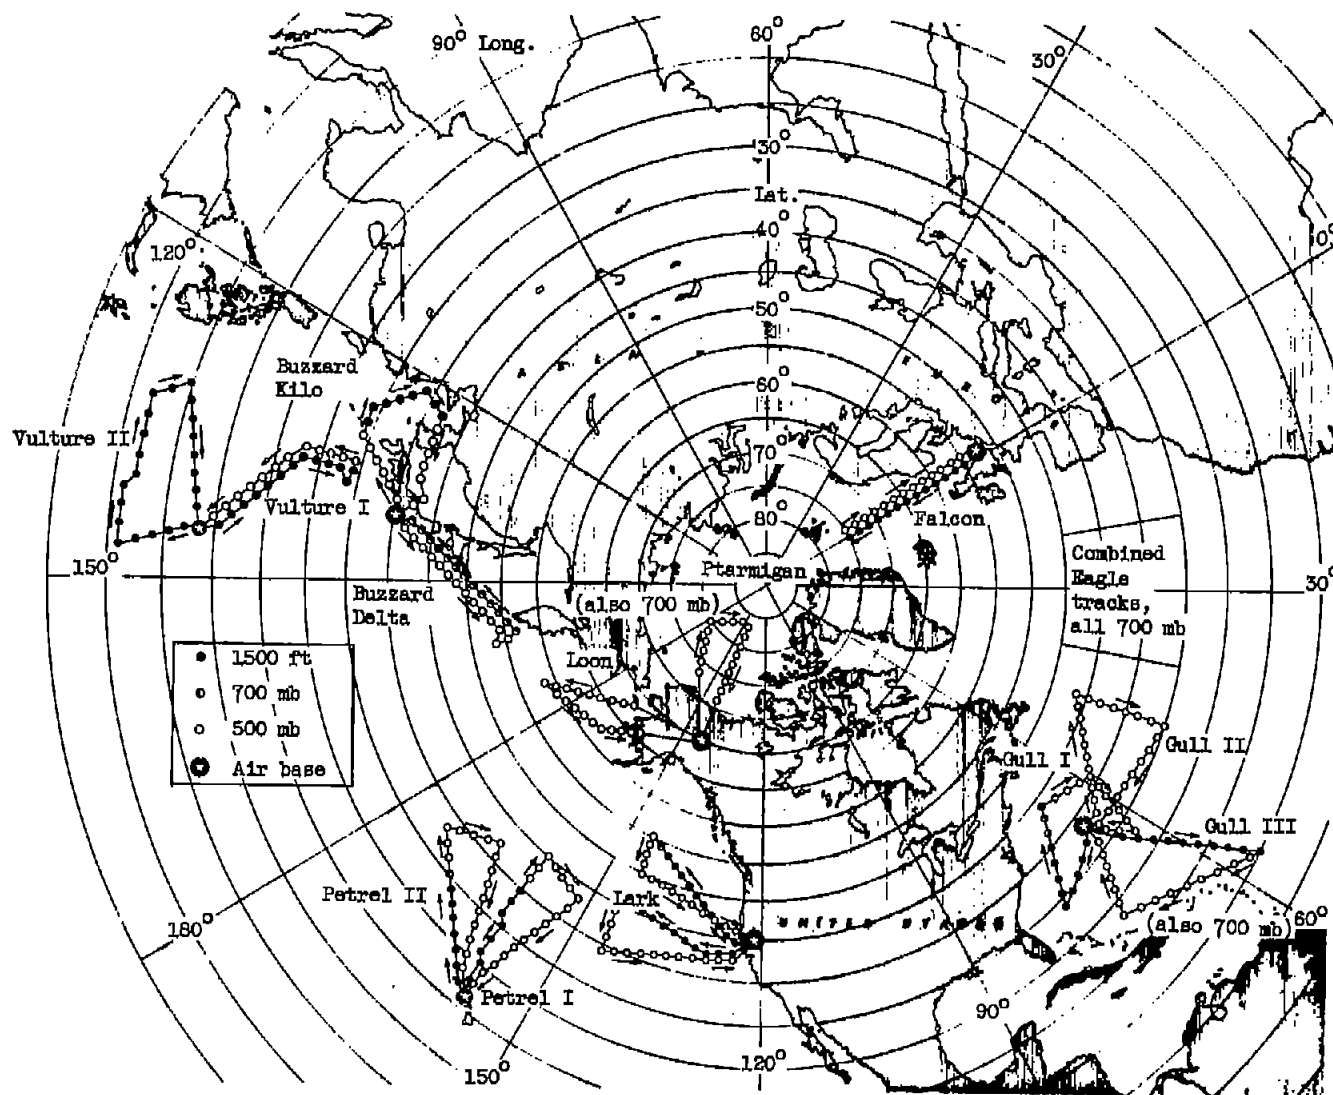 90° Long.
60°
30°
30°
Lat.
0°
40°
120°
50°
Buzzard
Kilo
A S I A
E U R
60°
Vulture II
70°
Vulture I
80°
Falcon
150°
Ptarmigan
Combined
Eagle
tracks,
all 700 mb
30°
Buzzard
Delta
(also 700 mb)
1,500 ft
700 mb
500 mb
Air base
Loon
Gull II
Gull I
Gull III
Petrel II
Lark
UNITED STATES
(also 700 mb)
60°
180°
Petrel I
90°
120°
150°